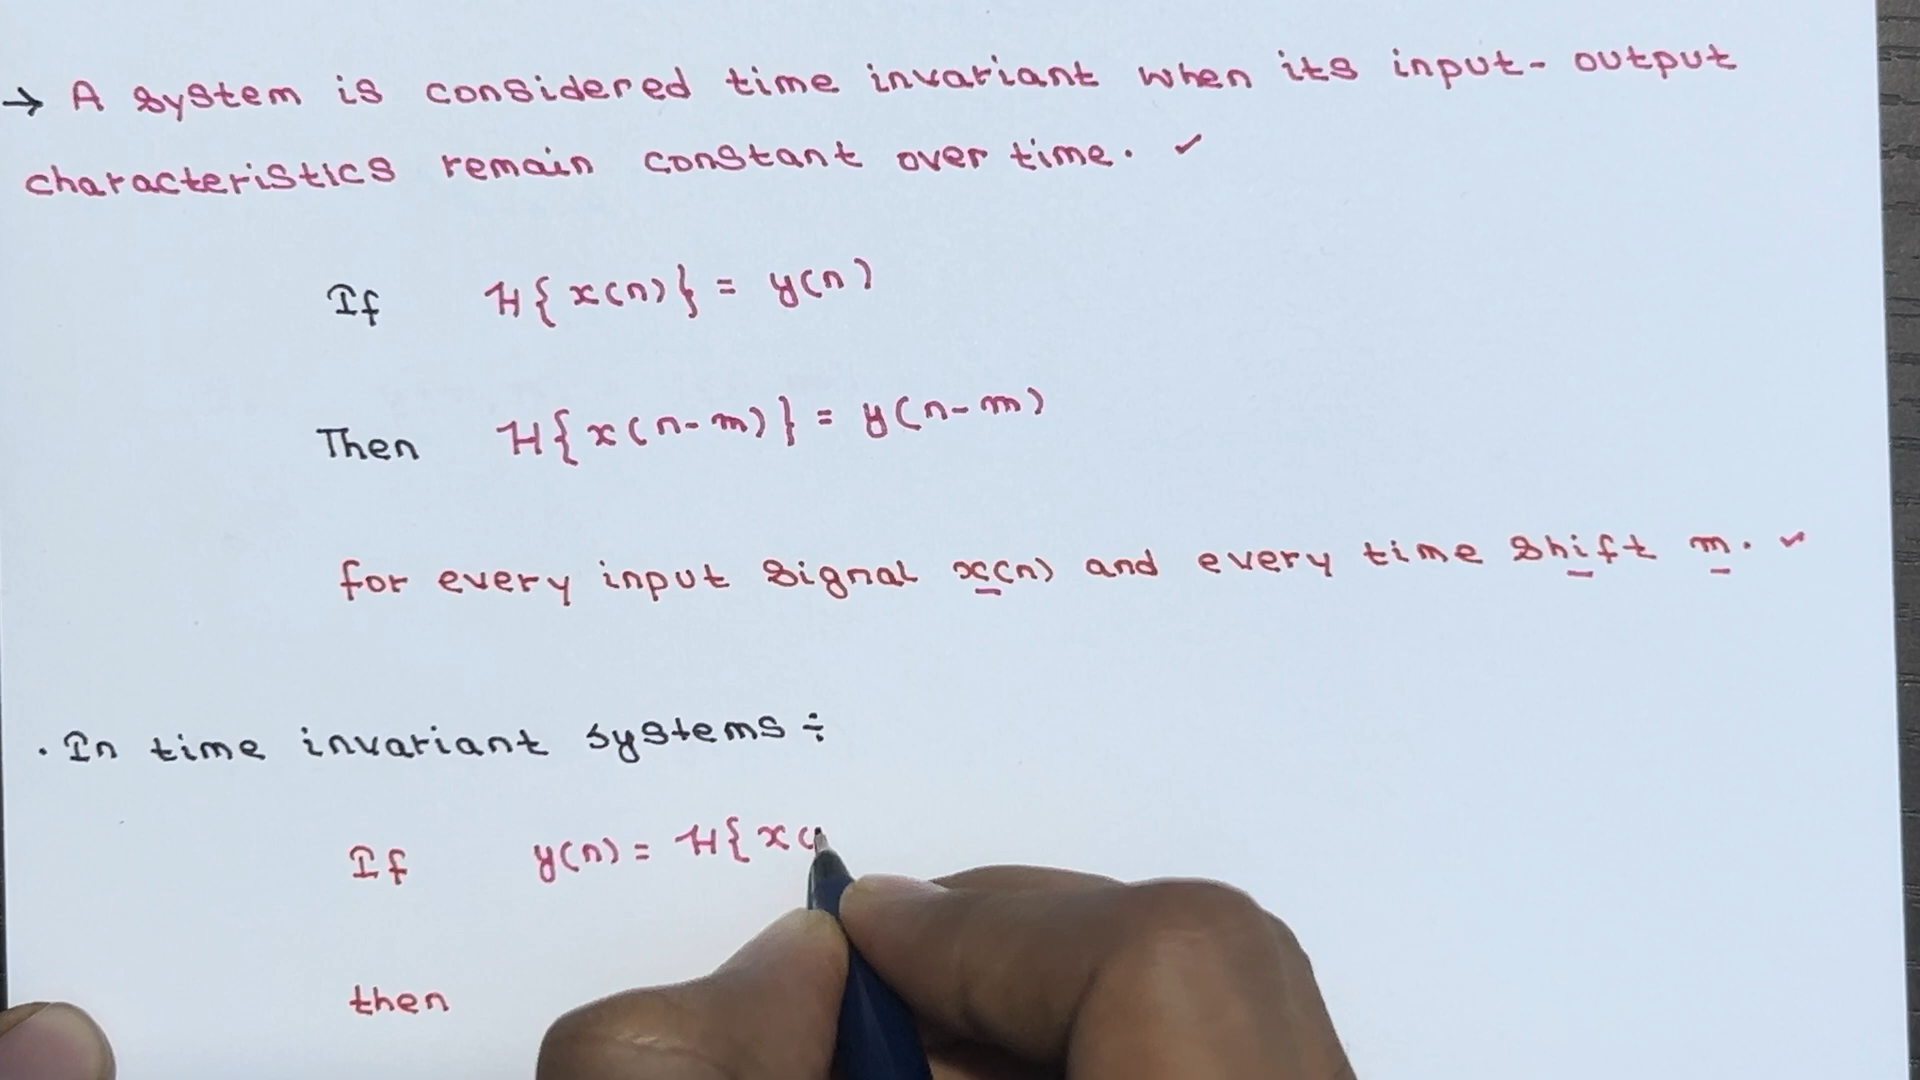 → A system is considered time invariant when its input-output
characteristics remain constant over time. ✓
If H{x(n)} = y(n)
Then H{x(n-m)} = y(n-m)
for every input signal x(n) and every time shift m. ✓
· In time invariant systems ÷
If y(n) = H{x(
then